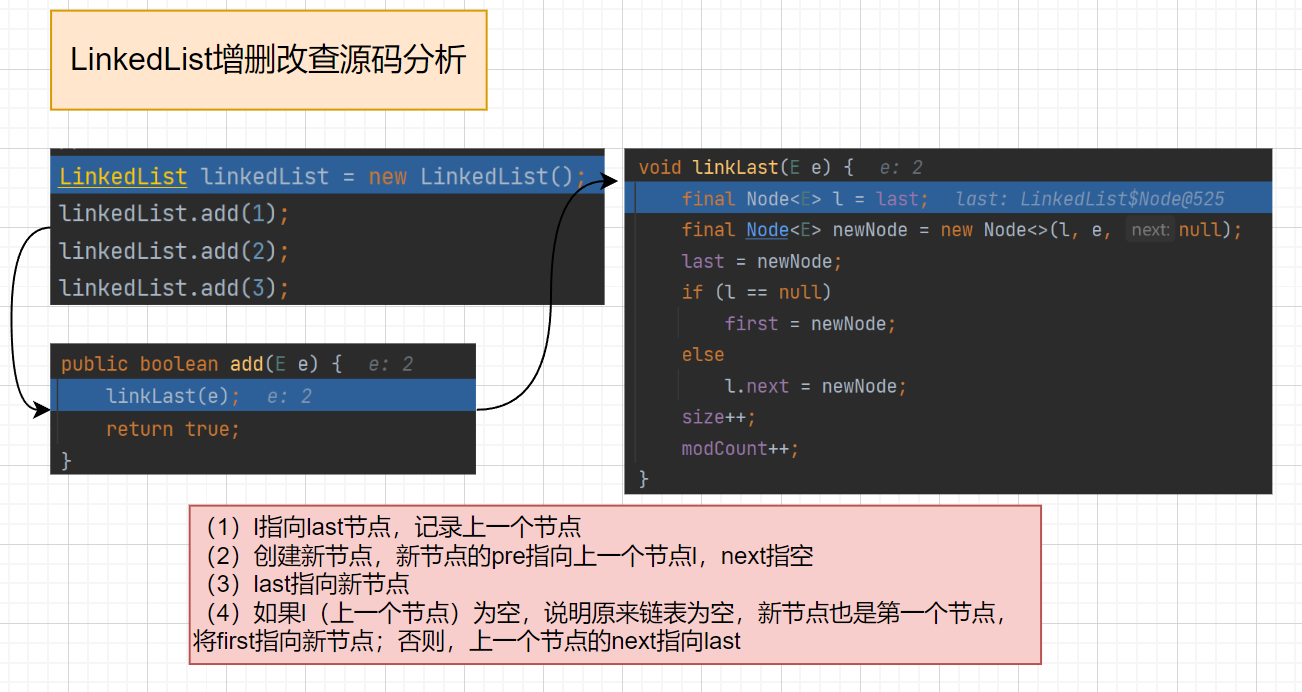 LinkedList增删改查源码分析
LinkedList linkedList = new LinkedList();
linkedList.add(1);
linkedList.add(2);
linkedList.add(3);
public boolean add(E e) { e: 2
linkLast(e); e: 2
return true;
}
void linkLast(E e) { e: 2
final Node<E> l = last; last: LinkedList$Node@525
final Node<E> newNode = new Node<>(l, e, next: null);
last = newNode;
if (l == null)
first = newNode;
else
l.next = newNode;
size++;
modCount++;
}
（1）l指向last节点，记录上一个节点
（2）创建新节点，新节点的pre指向上一个节点l，next指空
（3）last指向新节点
（4）如果l（上一个节点）为空，说明原来链表为空，新节点也是第一个节点，
将first指向新节点；否则，上一个节点的next指向last